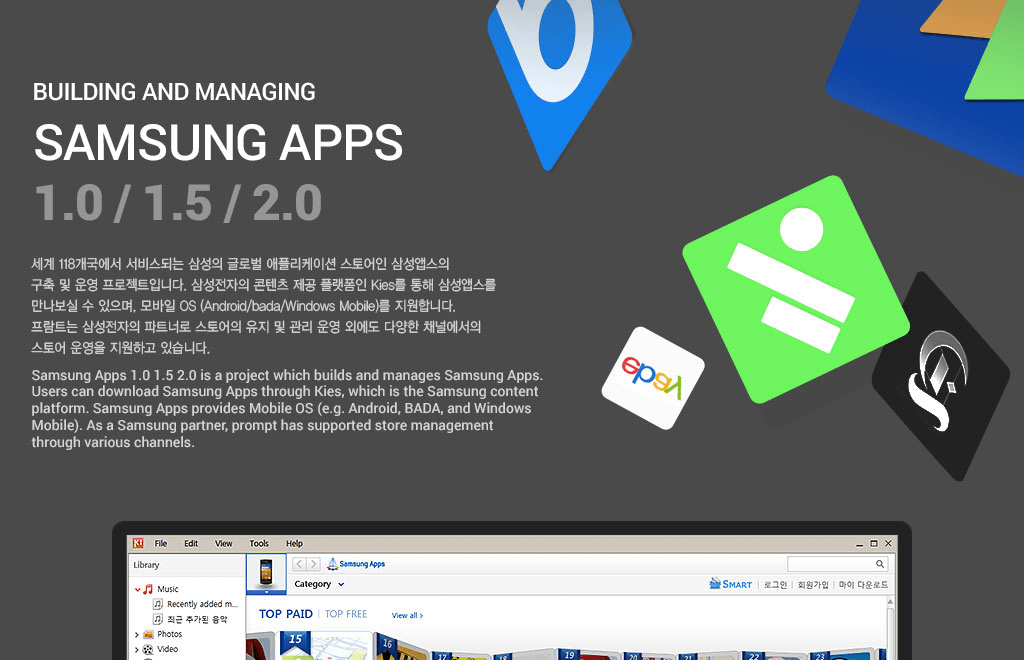 BUILDING AND MANAGING
SAMSUNG APPS
1.0 / 1.5 / 2.0
세계 118개국에서 서비스되는 삼성의 글로벌 애플리케이션 스토어인 삼성앱스의
구축 및 운영 프로젝트입니다. 삼성전자의 콘텐츠 제공 플랫폼인 Kies를 통해 삼성앱스를
만나보실 수 있으며, 모바일 OS (Android/bada/Windows Mobile)를 지원합니다.
프람트는 삼성전자의 파트너로 스토어의 유지 및 관리 운영 외에도 다양한 채널에서의
스토어 운영을 지원하고 있습니다.
Samsung Apps 1.0 1.5 2.0 is a project which builds and manages Samsung Apps.
Users can download Samsung Apps through Kies, which is the Samsung content
platform. Samsung Apps provides Mobile OS (e.g. Android, BADA, and Windows
Mobile). As a Samsung partner, prompt has supported store management
through various channels.
File Edit View Tools Help
Library
Samsung Apps
Category
SMART | 로그인 | 회원가입 | 마이 다운로드
Music
Recently added m...
최근 추가된 음악
Photos
Video
TOP PAID | TOP FREE View all >
15 16 17 18 19 20 21 22 23